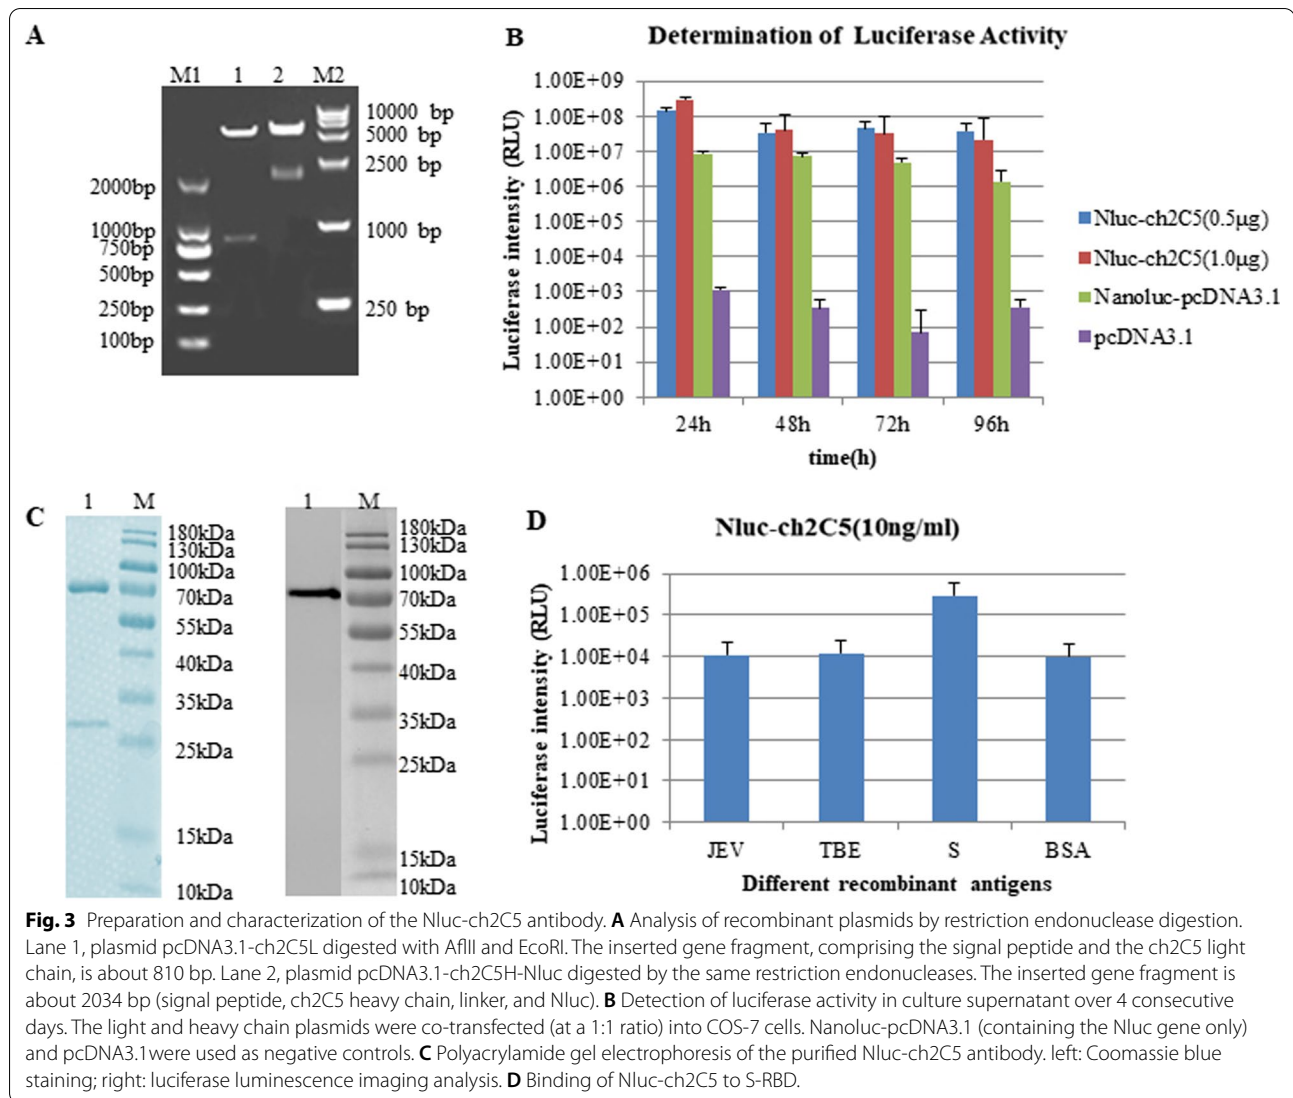 A
M1 1 2 M2
10000 bp
5000 bp
2500 bp
1000 bp
250 bp
2000bp
1000bp
750bp
500bp
250bp
100bp
B
Determination of Luciferase Activity
Luciferase intensity (RLU)
1.00E+09
1.00E+08
1.00E+07
1.00E+06
1.00E+05
1.00E+04
1.00E+03
1.00E+02
1.00E+01
1.00E+00
24h 48h 72h 96h
time(h)
Nluc-ch2C5(0.5μg)
Nluc-ch2C5(1.0μg)
Nanoluc-pcDNA3.1
pcDNA3.1
C
1 M
180kDa
130kDa
100kDa
70kDa
55kDa
40kDa
35kDa
25kDa
15kDa
10kDa
1 M
180kDa
130kDa
100kDa
70kDa
55kDa
40kDa
35kDa
25kDa
15kDa
10kDa
D
Nluc-ch2C5(10ng/ml)
Luciferase intensity (RLU)
1.00E+06
1.00E+05
1.00E+04
1.00E+03
1.00E+02
1.00E+01
1.00E+00
JEV TBE S BSA
Different recombinant antigens
Fig. 3 Preparation and characterization of the Nluc-ch2C5 antibody. A Analysis of recombinant plasmids by restriction endonuclease digestion.
Lane 1, plasmid pcDNA3.1-ch2C5L digested with AflII and EcoRI. The inserted gene fragment, comprising the signal peptide and the ch2C5 light
chain, is about 810 bp. Lane 2, plasmid pcDNA3.1-ch2C5H-Nluc digested by the same restriction endonucleases. The inserted gene fragment is
about 2034 bp (signal peptide, ch2C5 heavy chain, linker, and Nluc). B Detection of luciferase activity in culture supernatant over 4 consecutive
days. The light and heavy chain plasmids were co-transfected (at a 1:1 ratio) into COS-7 cells. Nanoluc-pcDNA3.1 (containing the Nluc gene only)
and pcDNA3.1were used as negative controls. C Polyacrylamide gel electrophoresis of the purified Nluc-ch2C5 antibody. left: Coomassie blue
staining; right: luciferase luminescence imaging analysis. D Binding of Nluc-ch2C5 to S-RBD.